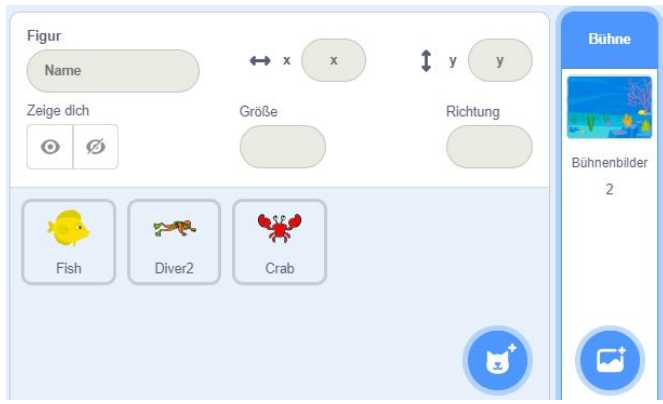 Figur
Name
x x
y y
Zeige dich
Größe
Richtung
Fish
Diver2
Crab
Bühne
Bühnenbilder
2